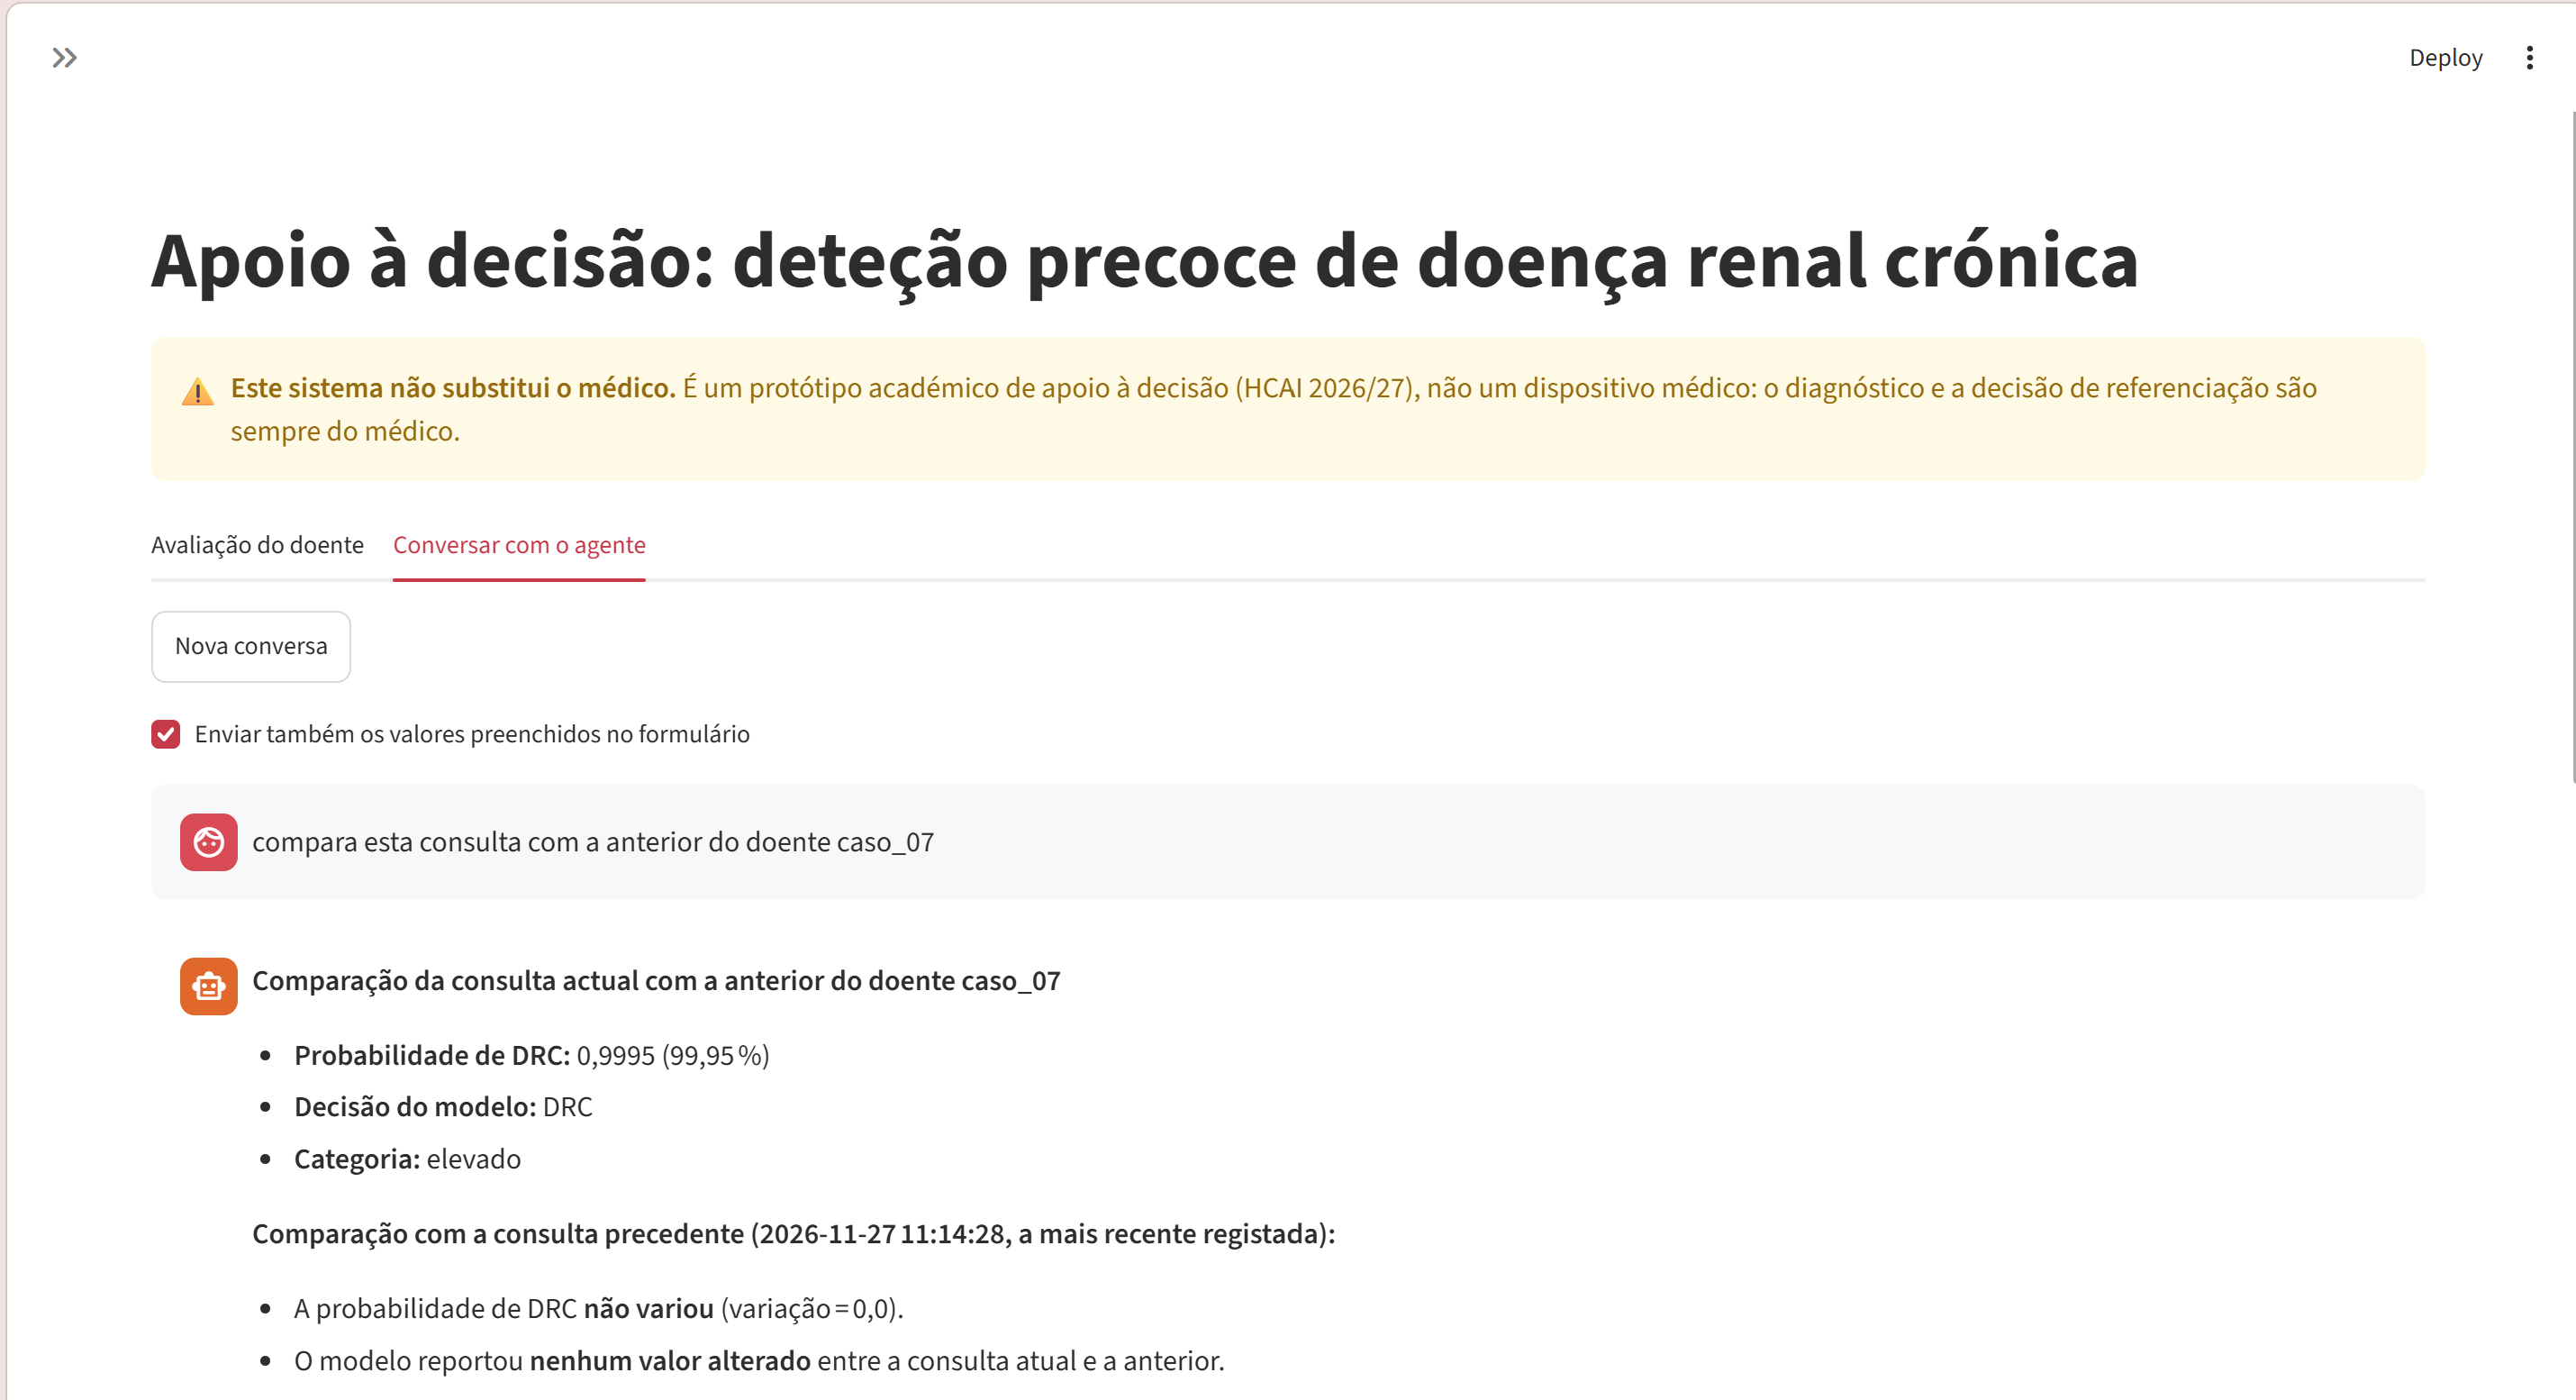 Deploy
Apoio à decisão: deteção precoce de doença renal crónica
Este sistema não substitui o médico. É um protótipo académico de apoio à decisão (HCAI 2026/27), não um dispositivo médico: o diagnóstico e a decisão de referenciação são
sempre do médico.
Avaliação do doente Conversar com o agente
Nova conversa
Enviar também os valores preenchidos no formulário
compara esta consulta com a anterior do doente caso_07
Comparação da consulta actual com a anterior do doente caso_07
• Probabilidade de DRC: 0,9995 (99,95 %)
• Decisão do modelo: DRC
• Categoria: elevado
Comparação com a consulta precedente (2026-11-27 11:14:28, a mais recente registada):
• A probabilidade de DRC não variou (variação = 0,0).
• O modelo reportou nenhum valor alterado entre a consulta atual e a anterior.